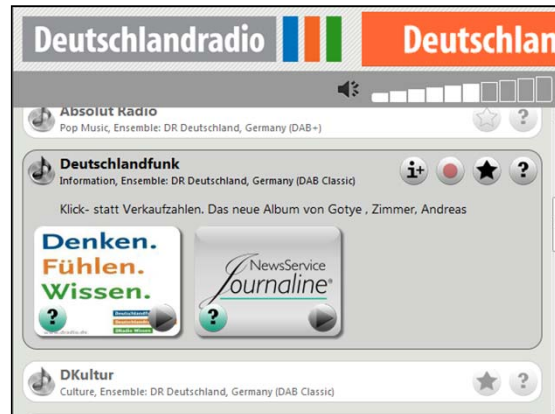 Deutschlandradio
Deutschlan
Absolut Radio
Pop Music, Ensemble: DR Deutschland, Germany (DAB+)
?
Deutschlandfunk
Information, Ensemble: DR Deutschland, Germany (DAB Classic)
i+
?
Klick- statt Verkaufzahlen. Das neue Album von Gotye , Zimmer, Andreas
Denken.
Fühlen.
Wissen.
?
NewsService
Journaline®
?
DKultur
Culture, Ensemble: DR Deutschland, Germany (DAB Classic)
?